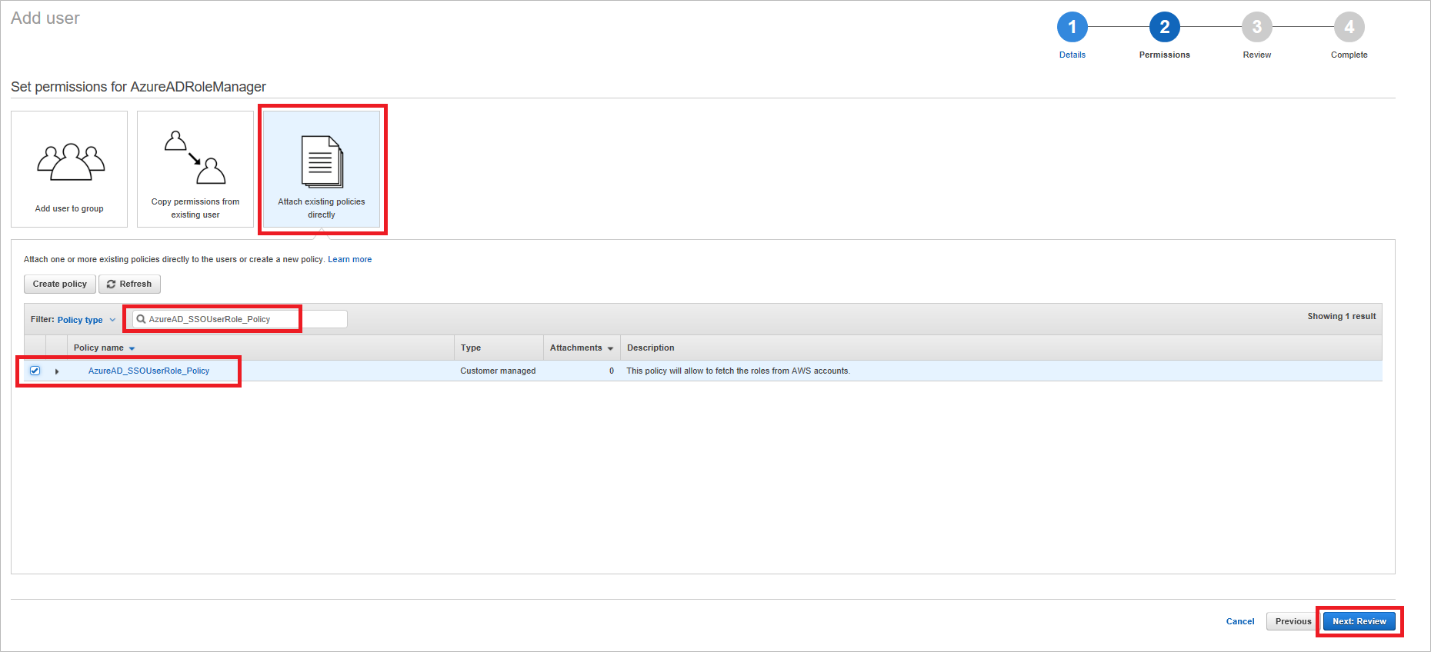 Add user
1
2
3
4
Details
Permissions
Review
Complete
Set permissions for AzureADRoleManager
Add user to group
Copy permissions from
existing user
Attach existing policies
directly
Attach one or more existing policies directly to the users or create a new policy. Learn more
Create policy
Refresh
Filter: Policy type
AzureAD_SSOUserRole_Policy
Showing 1 result
Policy name
Type
Attachments
Description
AzureAD_SSOUserRole_Policy
Customer managed
0
This policy will allow to fetch the roles from AWS accounts.
Cancel
Previous
Next: Review